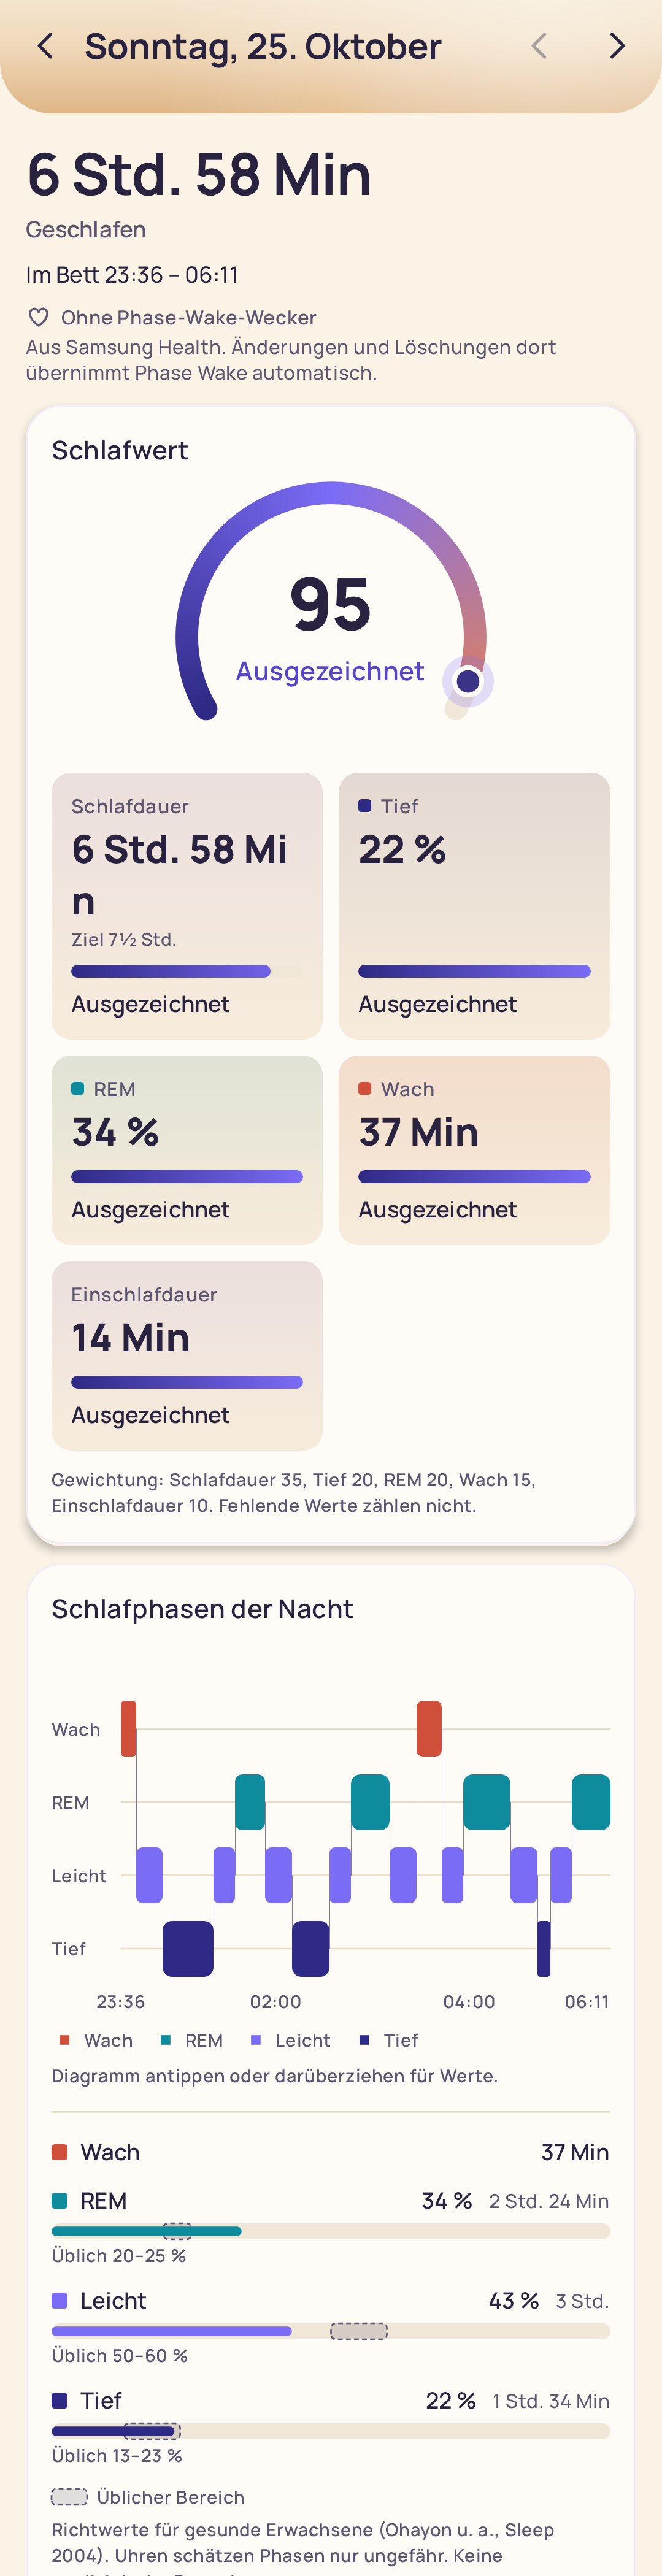 Sonntag, 25. Oktober
6 Std. 58 Min
Geschlafen
Im Bett 23:36 – 06:11
Ohne Phase-Wake-Wecker
Aus Samsung Health. Änderungen und Löschungen dort
übernimmt Phase Wake automatisch.
Schlafwert
95
Ausgezeichnet
Schlafdauer
6 Std. 58 Mi
n
Ziel 7½ Std.
Ausgezeichnet
Tief
22 %
Ausgezeichnet
REM
34 %
Ausgezeichnet
Wach
37 Min
Ausgezeichnet
Einschlafdauer
14 Min
Ausgezeichnet
Gewichtung: Schlafdauer 35, Tief 20, REM 20, Wach 15,
Einschlafdauer 10. Fehlende Werte zählen nicht.
Schlafphasen der Nacht
Wach
REM
Leicht
Tief
23:36 02:00 04:00 06:11
Wach REM Leicht Tief
Diagramm antippen oder darüberziehen für Werte.
Wach 37 Min
REM 34 % 2 Std. 24 Min
Üblich 20–25 %
Leicht 43 % 3 Std.
Üblich 50–60 %
Tief 22 % 1 Std. 34 Min
Üblich 13–23 %
Üblicher Bereich
Richtwerte für gesunde Erwachsene (Ohayon u. a., Sleep
2004). Uhren schätzen Phasen nur ungefähr. Keine